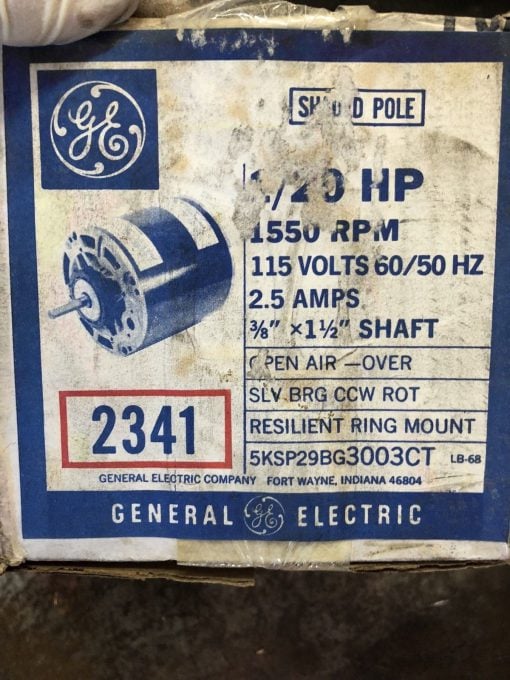 GE
POLE
/20 HP
1550 RPM
115 VOLTS 60/50 HZ
2.5 AMPS
3/8" ×1½" SHAFT
OPEN AIR —OVER
SLV BRG CCW ROT
RESILIENT RING MOUNT
2341
5KSP29BG3003CT LB-68
GENERAL ELECTRIC COMPANY FORT WAYNE, INDIANA 46804
GENERAL GE ELECTRIC